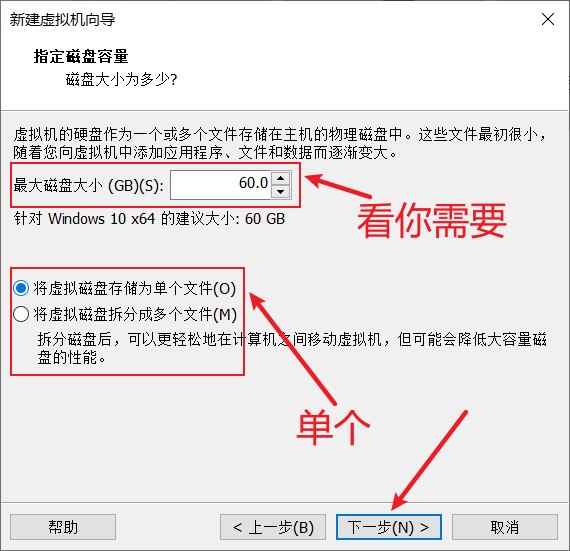 新建虚拟机向导
指定磁盘容量
磁盘大小为多少?
虚拟机的硬盘作为一个或多个文件存储在主机的物理磁盘中。这些文件最初很小，
随着您向虚拟机中添加应用程序、文件和数据而逐渐变大。
最大磁盘大小 (GB)(S): 60.0
看你需要
针对 Windows 10 x64 的建议大小: 60 GB
将虚拟磁盘存储为单个文件(O)
将虚拟磁盘拆分成多个文件(M)
拆分磁盘后，可以更轻松地在计算机之间移动虚拟机，但可能会降低大容量磁
盘的性能。
单个
帮助 < 上一步(B) 下一步(N) > 取消